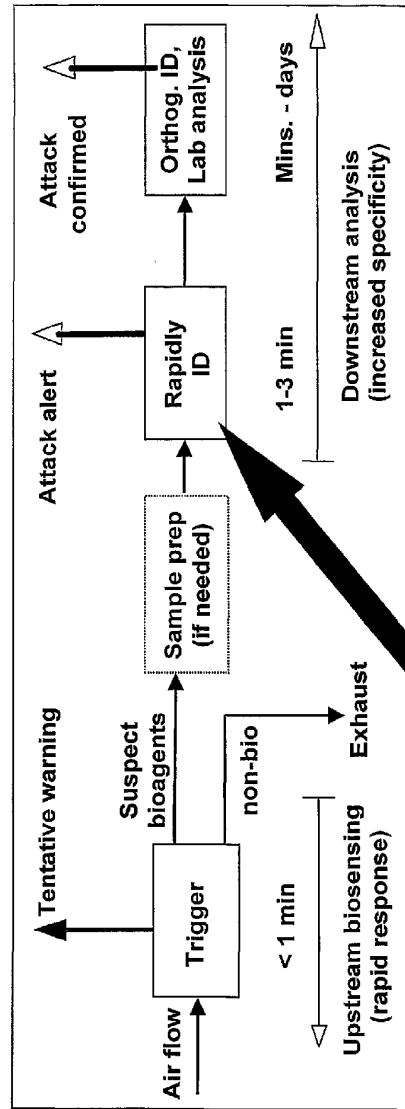 Tentative warning
Attack alert
Attack
confirmed
Air flow
Trigger
Suspect
bioagents
non-bio
Exhaust
Sample prep
(if needed)
Rapidly
ID
Orthog. ID,
Lab analysis
< 1 min
1-3 min
Mins. - days
Upstream biosensing
(rapid response)
Downstream analysis
(increased specificity)